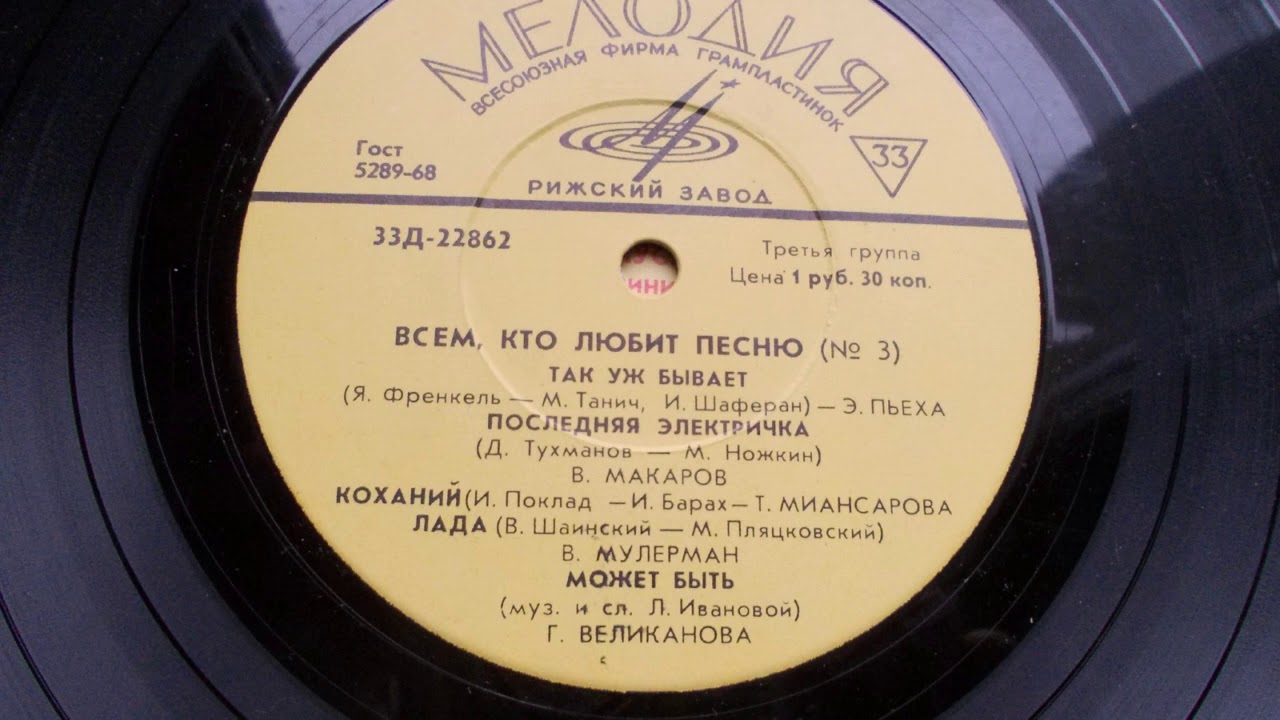 МЕЛОДИЯ
ВСЕСОЮЗНАЯ ФИРМА ГРАМПЛАСТИНОК
Гост
5289-68
33
РИЖСКИЙ ЗАВОД
33Д-22862
Третья группа
Цена 1 руб. 30 коп.
ВСЕМ, КТО ЛЮБИТ ПЕСНЮ (№ 3)
ТАК УЖ БЫВАЕТ
(Я. Френкель — М. Танич, И. Шаферан) — Э. ПЬЕХА
ПОСЛЕДНЯЯ ЭЛЕКТРИЧКА
(Д. Тухманов — М. Ножкин)
В. МАКАРОВ
КОХАНИЙ (И. Поклад — И. Барах — Т. МИАНСАРОВА
ЛАДА (В. Шаинский — М. Пляцковский)
В. МУЛЕРМАН
МОЖЕТ БЫТЬ
(муз. и сл. Л. Ивановой)
Г. ВЕЛИКАНОВА